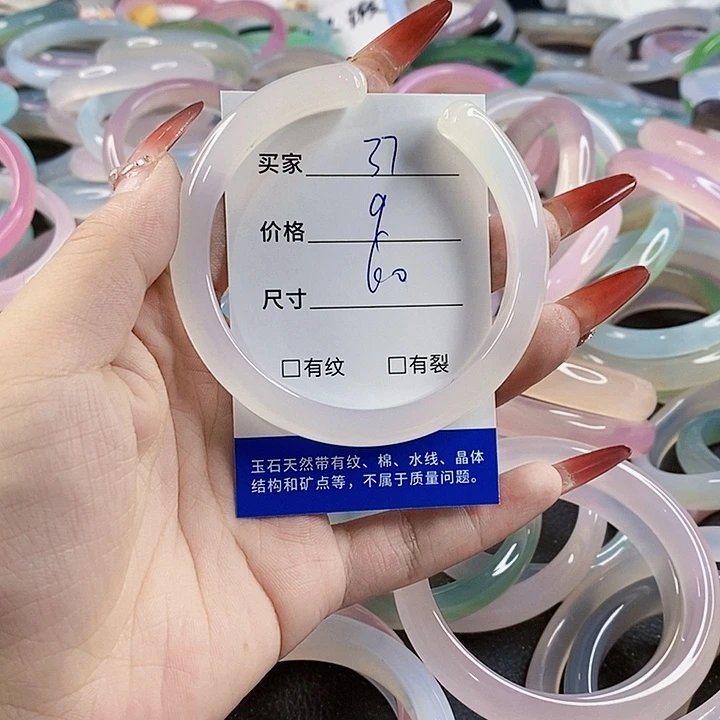 买家 37
价格 9
尺寸 60
□有纹 □有裂
玉石天然带有纹、棉、水线、晶体
结构和矿点等，不属于质量问题。